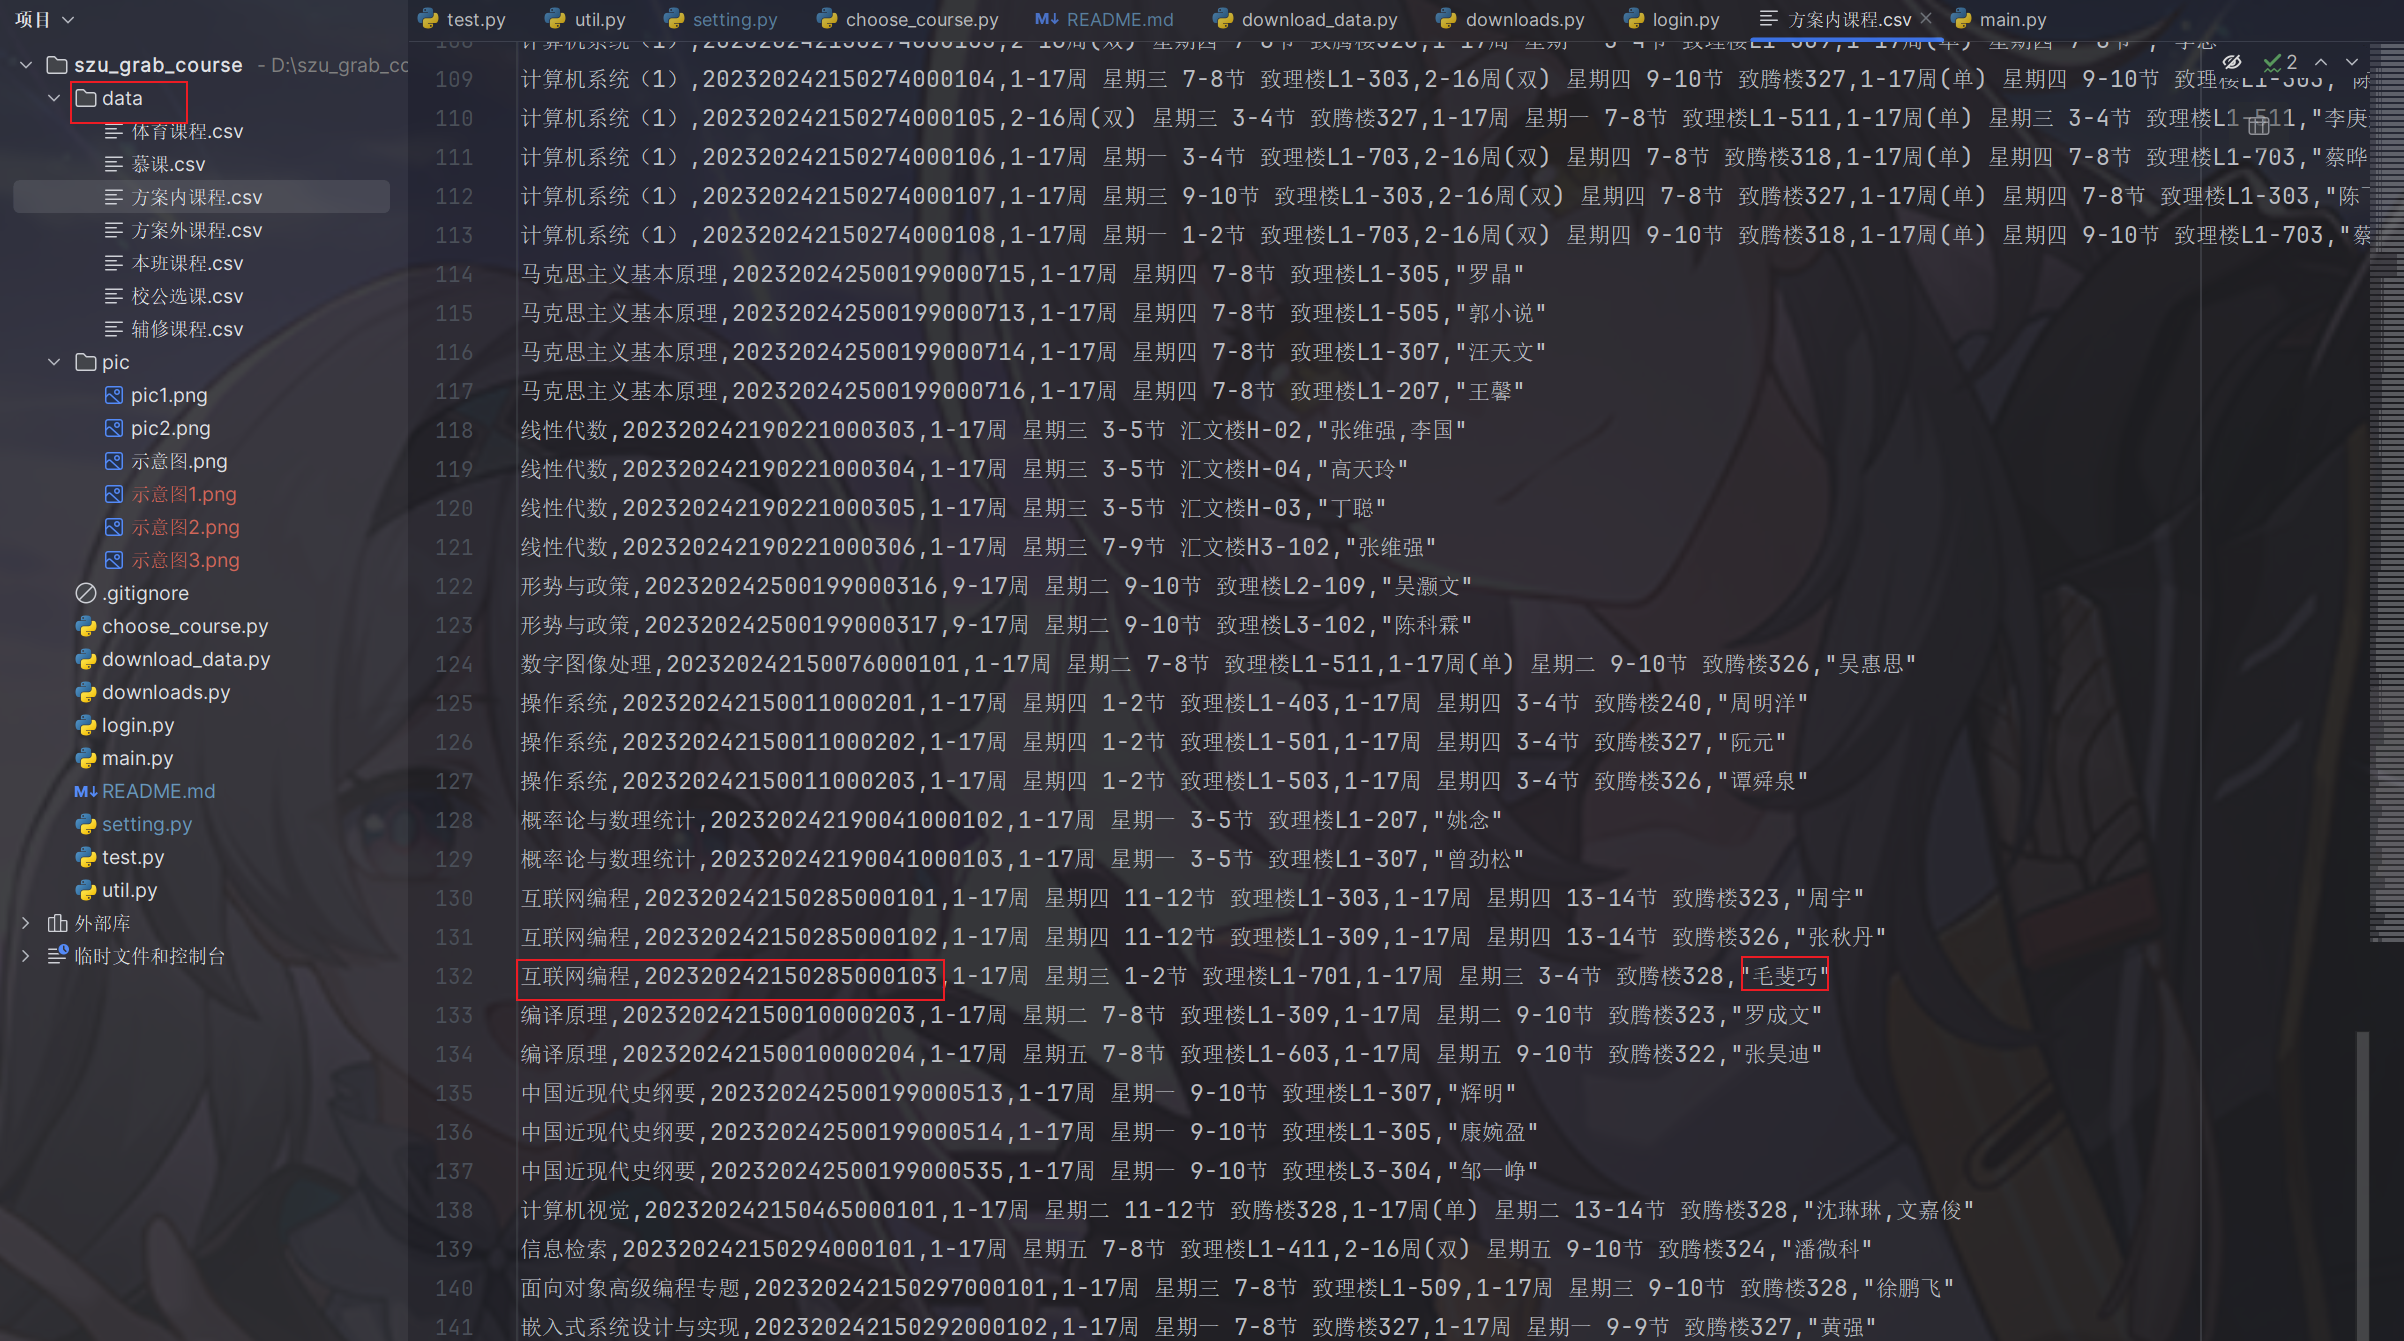 项目
szu_grab_course - D:\szu_grab_co
data
体育课程.csv
慕课.csv
方案内课程.csv
方案外课程.csv
本班课程.csv
校公选课.csv
辅修课程.csv
pic
pic1.png
pic2.png
示意图.png
示意图1.png
示意图2.png
示意图3.png
.gitignore
choose_course.py
download_data.py
downloads.py
login.py
main.py
README.md
setting.py
test.py
util.py
外部库
临时文件和控制台
test.py util.py setting.py choose_course.py README.md download_data.py downloads.py login.py 方案内课程.csv main.py
2
109 计算机系统（1）,202320242150274000104,1-17周 星期三 7-8节 致理楼L1-303,2-16周(双) 星期四 9-10节 致腾楼327,1-17周(单) 星期四 9-10节 致理楼L1-303,"陈
110 计算机系统（1）,202320242150274000105,2-16周(双) 星期三 3-4节 致腾楼327,1-17周 星期一 7-8节 致理楼L1-511,1-17周(单) 星期三 3-4节 致理楼L1-511,"李庚
111 计算机系统（1）,202320242150274000106,1-17周 星期一 3-4节 致理楼L1-703,2-16周(双) 星期四 7-8节 致腾楼318,1-17周(单) 星期四 7-8节 致理楼L1-703,"蔡晔
112 计算机系统（1）,202320242150274000107,1-17周 星期三 9-10节 致理楼L1-303,2-16周(双) 星期四 7-8节 致腾楼327,1-17周(单) 星期四 7-8节 致理楼L1-303,"陈
113 计算机系统（1）,202320242150274000108,1-17周 星期一 1-2节 致理楼L1-703,2-16周(双) 星期四 9-10节 致腾楼318,1-17周(单) 星期四 9-10节 致理楼L1-703,"蔡
114 马克思主义基本原理,202320242500199000715,1-17周 星期四 7-8节 致理楼L1-305,"罗晶"
115 马克思主义基本原理,202320242500199000713,1-17周 星期四 7-8节 致理楼L1-505,"郭小说"
116 马克思主义基本原理,202320242500199000714,1-17周 星期四 7-8节 致理楼L1-307,"汪天文"
117 马克思主义基本原理,202320242500199000716,1-17周 星期四 7-8节 致理楼L1-207,"王馨"
118 线性代数,202320242190221000303,1-17周 星期三 3-5节 汇文楼H-02,"张维强,李国"
119 线性代数,202320242190221000304,1-17周 星期三 3-5节 汇文楼H-04,"高天玲"
120 线性代数,202320242190221000305,1-17周 星期三 3-5节 汇文楼H-03,"丁聪"
121 线性代数,202320242190221000306,1-17周 星期三 7-9节 汇文楼H3-102,"张维强"
122 形势与政策,202320242500199000316,9-17周 星期二 9-10节 致理楼L2-109,"吴灏文"
123 形势与政策,202320242500199000317,9-17周 星期二 9-10节 致理楼L3-102,"陈科霖"
124 数字图像处理,202320242150076000101,1-17周 星期二 7-8节 致理楼L1-511,1-17周(单) 星期二 9-10节 致腾楼326,"吴惠思"
125 操作系统,202320242150011000201,1-17周 星期四 1-2节 致理楼L1-403,1-17周 星期四 3-4节 致腾楼240,"周明洋"
126 操作系统,202320242150011000202,1-17周 星期四 1-2节 致理楼L1-501,1-17周 星期四 3-4节 致腾楼327,"阮元"
127 操作系统,202320242150011000203,1-17周 星期四 1-2节 致理楼L1-503,1-17周 星期四 3-4节 致腾楼326,"谭舜泉"
128 概率论与数理统计,202320242190041000102,1-17周 星期一 3-5节 致理楼L1-207,"姚念"
129 概率论与数理统计,202320242190041000103,1-17周 星期一 3-5节 致理楼L1-307,"曾劲松"
130 互联网编程,202320242150285000101,1-17周 星期四 11-12节 致理楼L1-303,1-17周 星期四 13-14节 致腾楼323,"周宇"
131 互联网编程,202320242150285000102,1-17周 星期四 11-12节 致理楼L1-309,1-17周 星期四 13-14节 致腾楼326,"张秋丹"
132 互联网编程,202320242150285000103,1-17周 星期三 1-2节 致理楼L1-701,1-17周 星期三 3-4节 致腾楼328,"毛斐巧"
133 编译原理,202320242150010000203,1-17周 星期二 7-8节 致理楼L1-309,1-17周 星期二 9-10节 致腾楼323,"罗成文"
134 编译原理,202320242150010000204,1-17周 星期五 7-8节 致理楼L1-603,1-17周 星期五 9-10节 致腾楼322,"张昊迪"
135 中国近现代史纲要,202320242500199000513,1-17周 星期一 9-10节 致理楼L1-307,"辉明"
136 中国近现代史纲要,202320242500199000514,1-17周 星期一 9-10节 致理楼L1-305,"康婉盈"
137 中国近现代史纲要,202320242500199000535,1-17周 星期一 9-10节 致理楼L3-304,"邹一峥"
138 计算机视觉,202320242150465000101,1-17周 星期二 11-12节 致腾楼328,1-17周(单) 星期二 13-14节 致腾楼328,"沈琳琳,文嘉俊"
139 信息检索,202320242150294000101,1-17周 星期五 7-8节 致理楼L1-411,2-16周(双) 星期五 9-10节 致腾楼324,"潘微科"
140 面向对象高级编程专题,202320242150297000101,1-17周 星期三 7-8节 致理楼L1-509,1-17周 星期三 9-10节 致腾楼328,"徐鹏飞"
141 嵌入式系统设计与实现,202320242150292000102,1-17周 星期一 7-8节 致腾楼327,1-17周 星期一 9-9节 致腾楼327,"黄强"